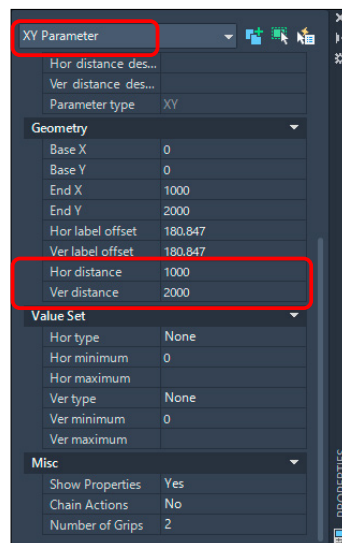 XY Parameter
Hor distance des...
Ver distance des...
Parameter type XY
Geometry
Base X 0
Base Y 0
End X 1000
End Y 2000
Hor label offset 180.847
Ver label offset 180.847
Hor distance 1000
Ver distance 2000
Value Set
Hor type None
Hor minimum 0
Hor maximum
Ver type None
Ver minimum 0
Ver maximum
Misc
Show Properties Yes
Chain Actions No
Number of Grips 2
PROPERTIES